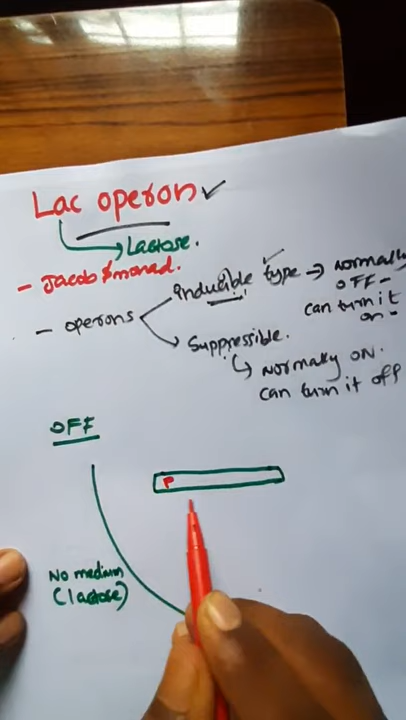 Lac operon ✓
Lactose.
- Jacob & monad.
- operons
Inducible type → normally OFF -
can turn it on -
Suppressible.
↳ normally ON.
can turn it off
OFF
P
No medium
(lactose)